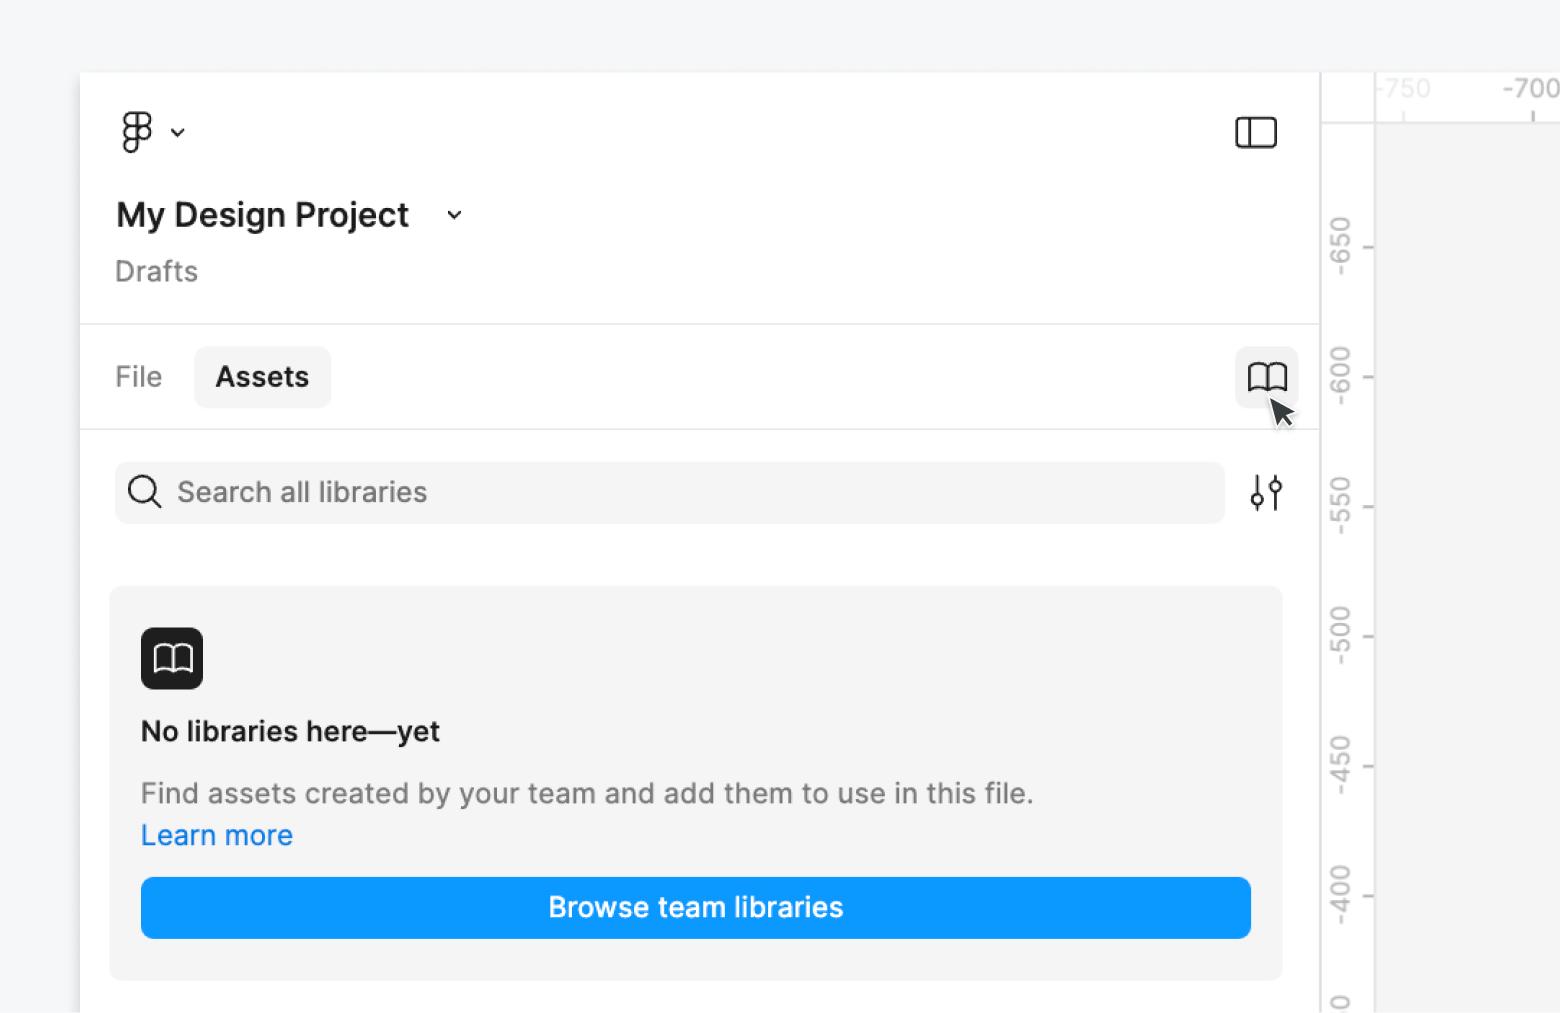 -750 -700
My Design Project
Drafts
-650
File Assets
-600
Search all libraries
-550
No libraries here—yet
-500
Find assets created by your team and add them to use in this file.
Learn more
-450
Browse team libraries
-400